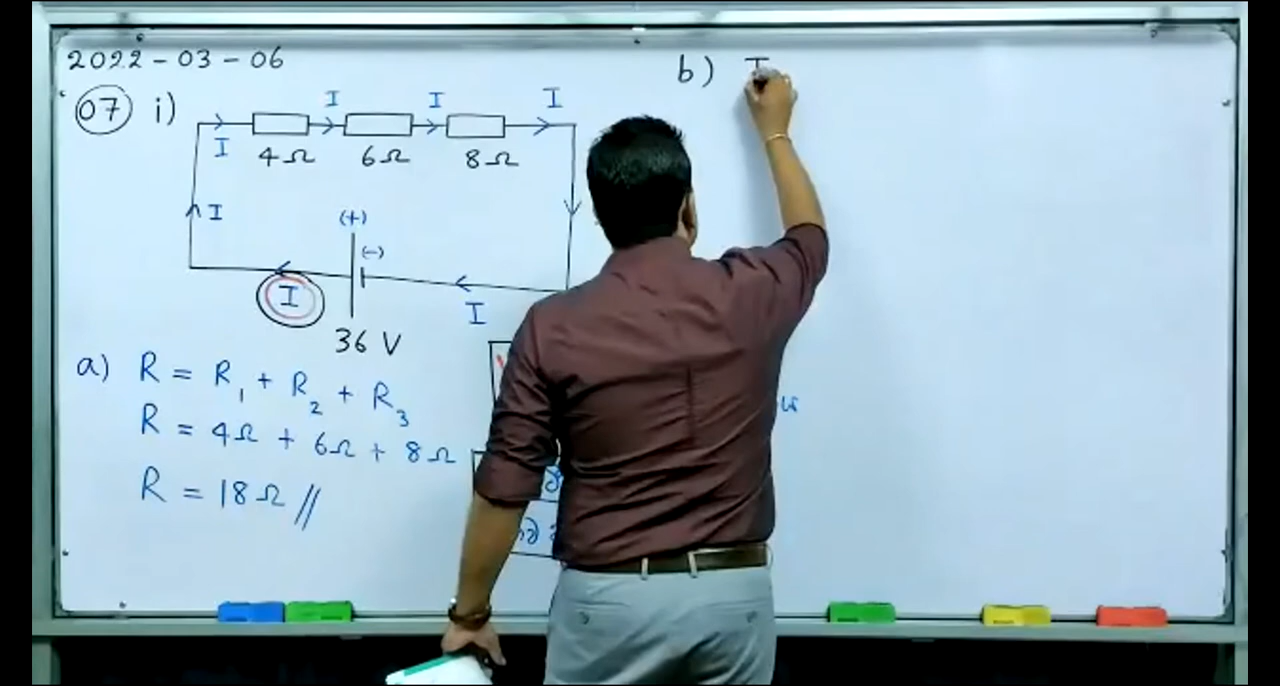 2022 - 03 - 06
07 i)
I I I
I
4Ω 6Ω 8Ω
I
(+)
(-)
I
I
36 V
a) R = R₁ + R₂ + R₃
R = 4Ω + 6Ω + 8Ω
R = 18Ω //
b) I